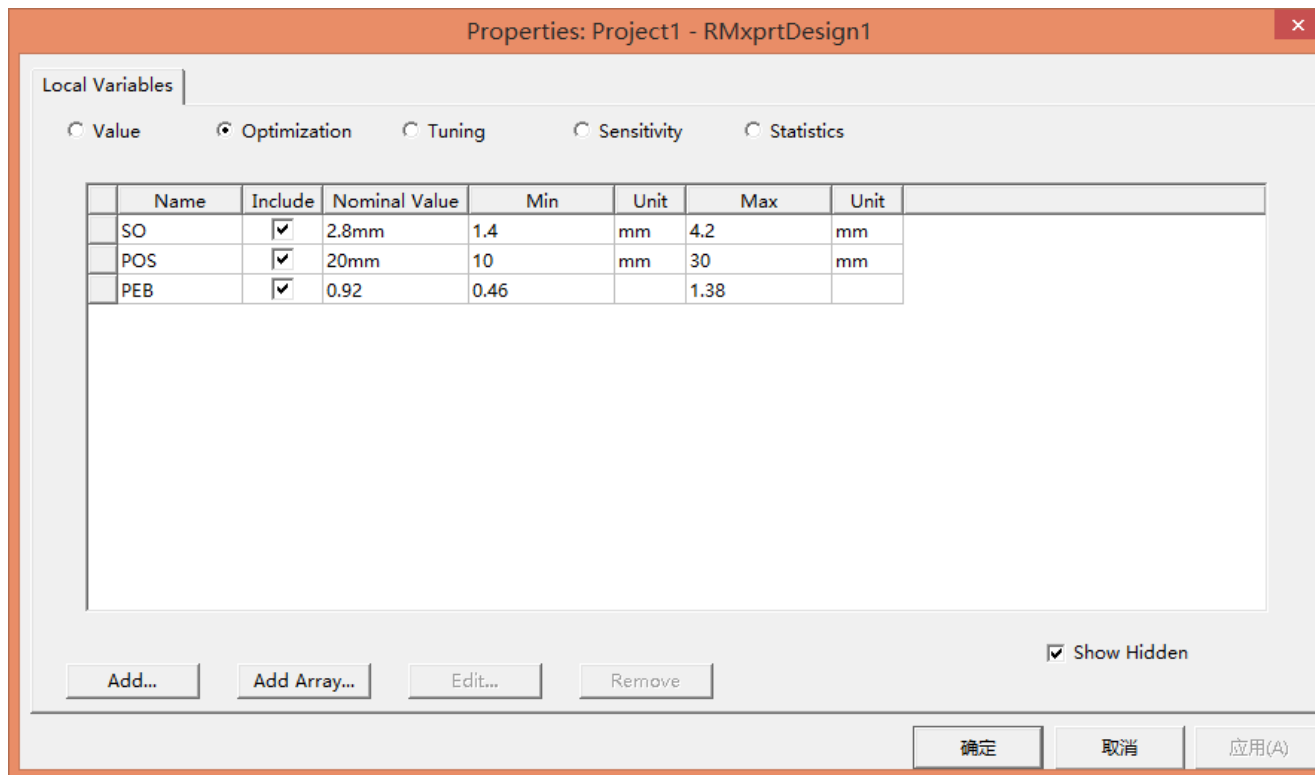 Properties: Project1 - RMxprtDesign1
Local Variables
Value Optimization Tuning Sensitivity Statistics
Name Include Nominal Value Min Unit Max Unit
SO 2.8mm 1.4 mm 4.2 mm
POS 20mm 10 mm 30 mm
PEB 0.92 0.46 1.38
Show Hidden
Add... Add Array... Edit... Remove
确定 取消 应用(A)